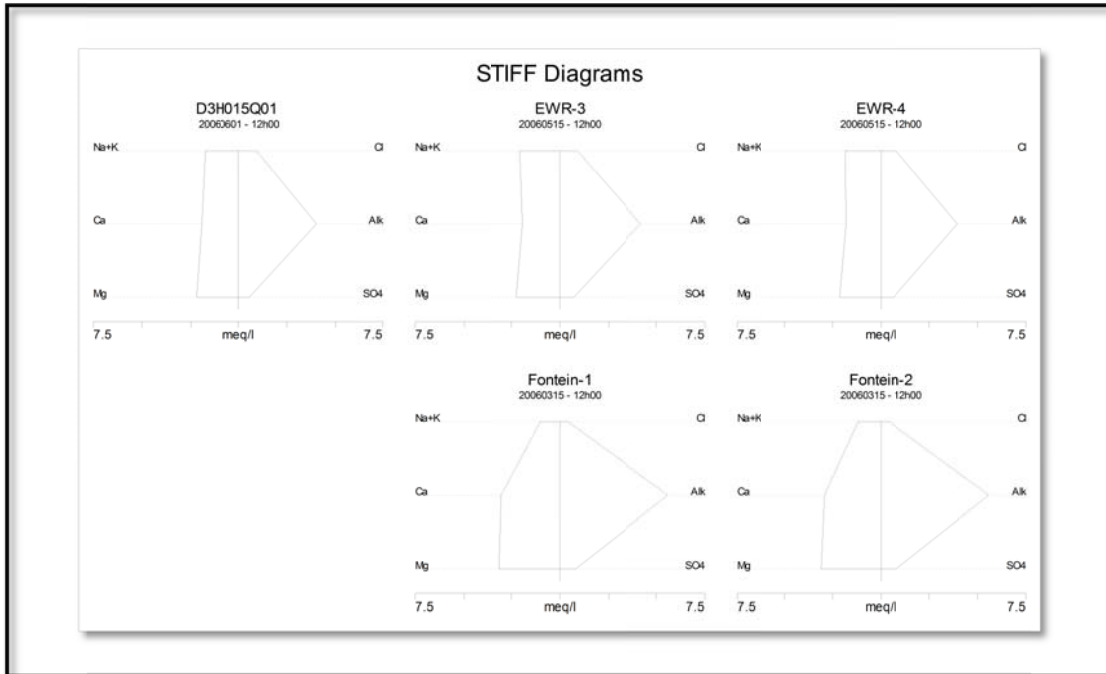 STIFF Diagrams
D3H015Q01
20060601 - 12h00
Na+K Cl
Ca Alk
Mg SO4
7.5 meq/l 7.5
EWR-3
20060515 - 12h00
Na+K Cl
Ca Alk
Mg SO4
7.5 meq/l 7.5
EWR-4
20060515 - 12h00
Na+K Cl
Ca Alk
Mg SO4
7.5 meq/l 7.5
Fontein-1
20060315 - 12h00
Na+K Cl
Ca Alk
Mg SO4
7.5 meq/l 7.5
Fontein-2
20060315 - 12h00
Na+K Cl
Ca Alk
Mg SO4
7.5 meq/l 7.5